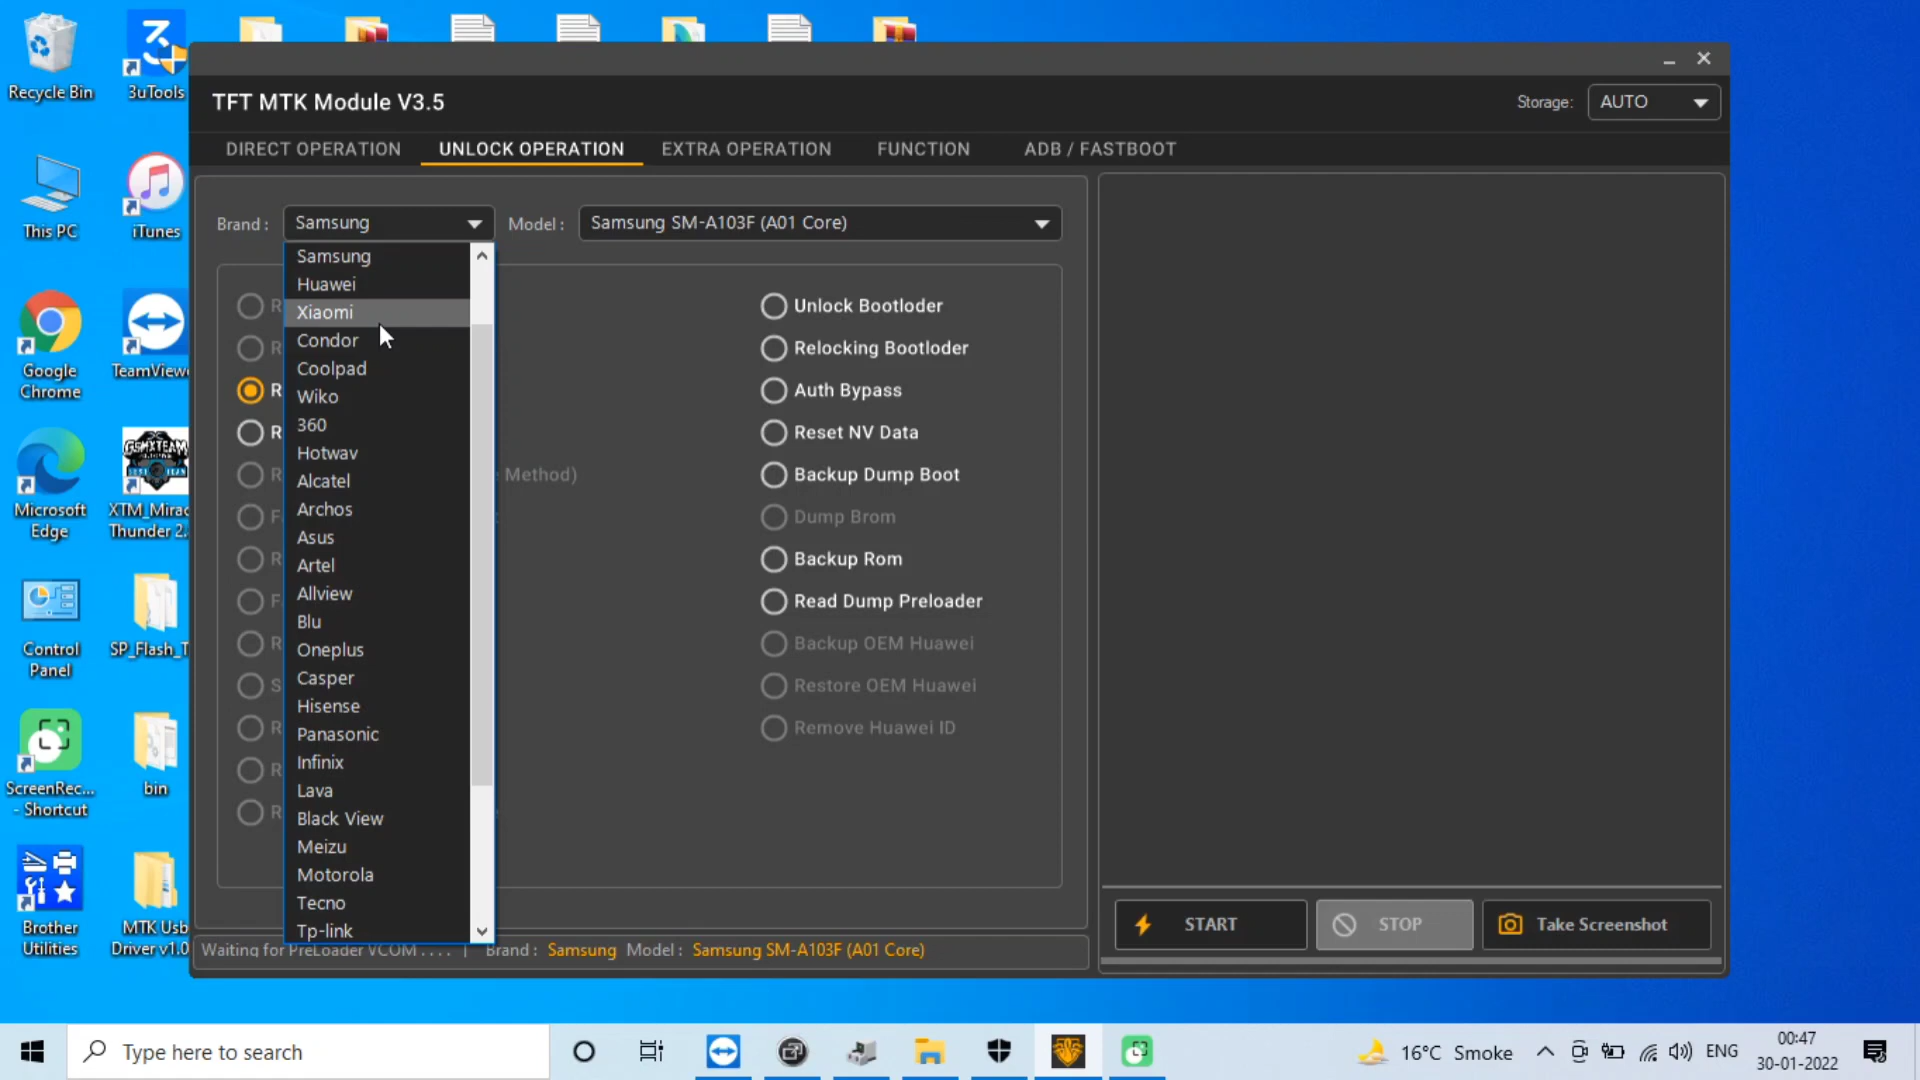 Recycle Bin
3uTools
This PC
iTunes
Google
Chrome
TeamViewe
Microsoft
Edge
GSMXTEAM
XTM_Mirac
Thunder 2.
Control
Panel
SP_Flash_T
ScreenRec...
- Shortcut
bin
Brother
Utilities
MTK Usb
Driver v1.0
TFT MTK Module V3.5
Storage: AUTO
DIRECT OPERATION UNLOCK OPERATION EXTRA OPERATION FUNCTION ADB / FASTBOOT
Brand : Samsung Model : Samsung SM-A103F (A01 Core)
Samsung
Huawei
Xiaomi
Condor
Coolpad
Wiko
360
Hotwav
Alcatel
Archos
Asus
Artel
Allview
Blu
Oneplus
Casper
Hisense
Panasonic
Infinix
Lava
Black View
Meizu
Motorola
Tecno
Tp-link
Method)
Unlock Bootloder
Relocking Bootloder
Auth Bypass
Reset NV Data
Backup Dump Boot
Dump Brom
Backup Rom
Read Dump Preloader
Backup OEM Huawei
Restore OEM Huawei
Remove Huawei ID
START STOP Take Screenshot
Waiting for PreLoader VCOM . . . . | Brand : Samsung Model : Samsung SM-A103F (A01 Core)
Type here to search
16°C Smoke
ENG
00:47
30-01-2022